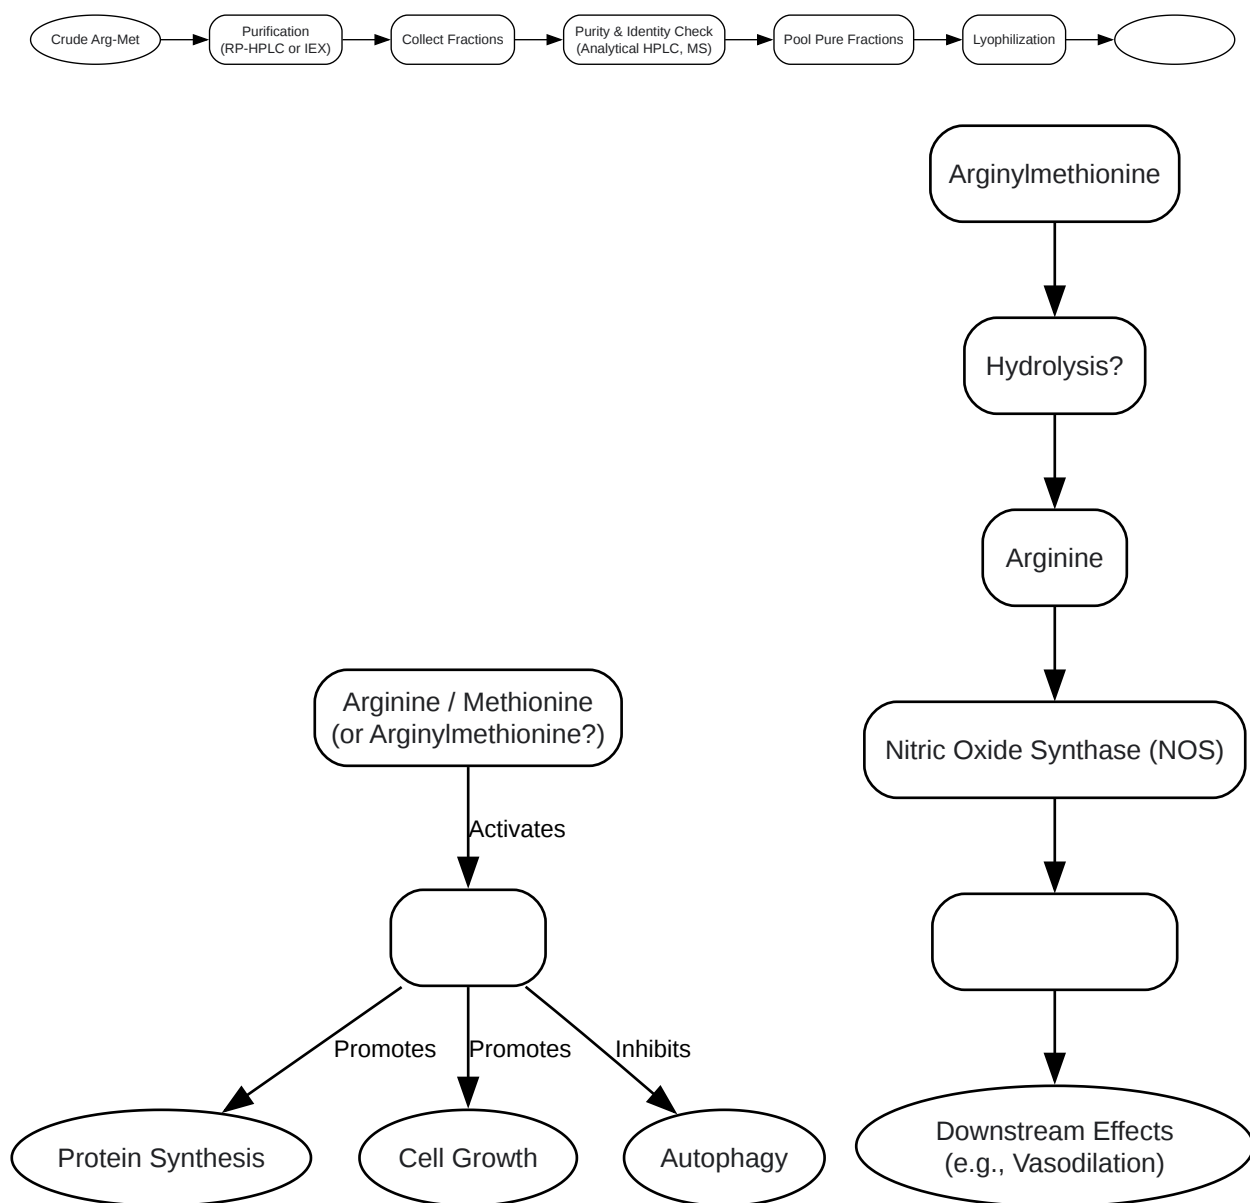 Crude Arg-Met
Purification
(RP-HPLC or IEX)
Collect Fractions
Purity & Identity Check
(Analytical HPLC, MS)
Pool Pure Fractions
Lyophilization
Arginylmethionine
Hydrolysis?
Arginine
Nitric Oxide Synthase (NOS)
Downstream Effects
(e.g., Vasodilation)
Arginine / Methionine
(or Arginylmethionine?)
Activates
Promotes
Promotes
Inhibits
Protein Synthesis
Cell Growth
Autophagy